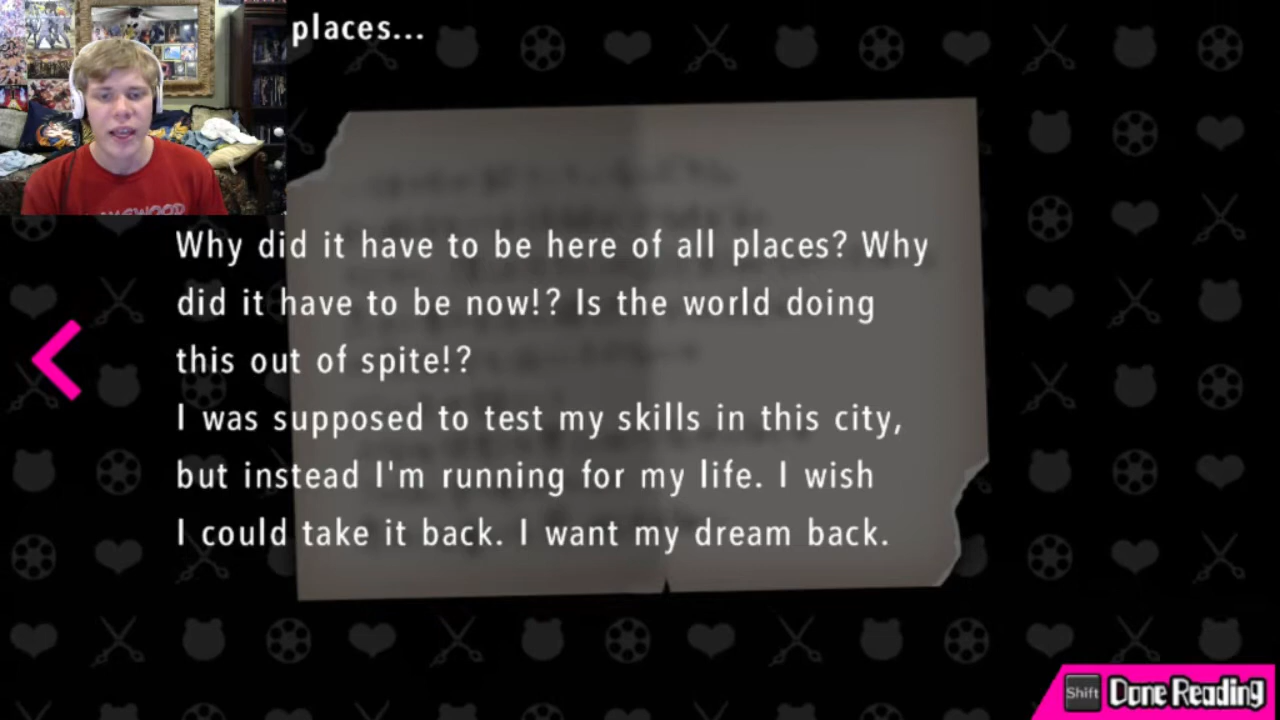 places...
Why did it have to be here of all places? Why
did it have to be now!? Is the world doing
this out of spite!?
I was supposed to test my skills in this city,
but instead I'm running for my life. I wish
I could take it back. I want my dream back.
Shift Done Reading